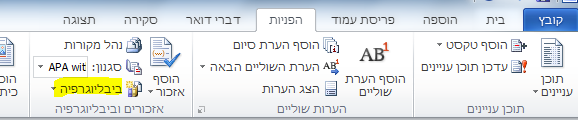 קובץ בית הוספה פריסת עמוד הפניות דברי דואר סקירה תצוגה
תוכן עניינים
הוסף טקסט
עדכן תוכן עניינים
תוכן עניינים
AB1
הוסף הערת שוליים
הוסף הערת סיום
הערת השוליים הבאה
הצג הערות
הערות שוליים
הוסף אזכור
נהל מקורות
סגנון: APA wit
ביבליוגרפיה
אזכורים וביבליוגרפיה